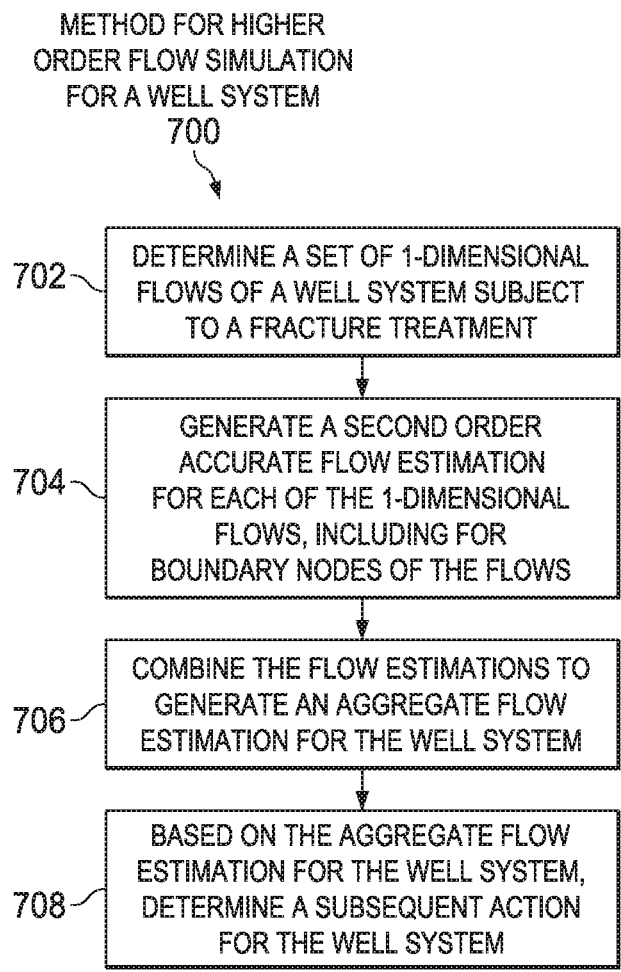 METHOD FOR HIGHER
ORDER FLOW SIMULATION
FOR A WELL SYSTEM
700
702
DETERMINE A SET OF 1-DIMENSIONAL
FLOWS OF A WELL SYSTEM SUBJECT
TO A FRACTURE TREATMENT
704
GENERATE A SECOND ORDER
ACCURATE FLOW ESTIMATION
FOR EACH OF THE 1-DIMENSIONAL
FLOWS, INCLUDING FOR
BOUNDARY NODES OF THE FLOWS
706
COMBINE THE FLOW ESTIMATIONS TO
GENERATE AN AGGREGATE FLOW
ESTIMATION FOR THE WELL SYSTEM
708
BASED ON THE AGGREGATE FLOW
ESTIMATION FOR THE WELL SYSTEM,
DETERMINE A SUBSEQUENT ACTION
FOR THE WELL SYSTEM